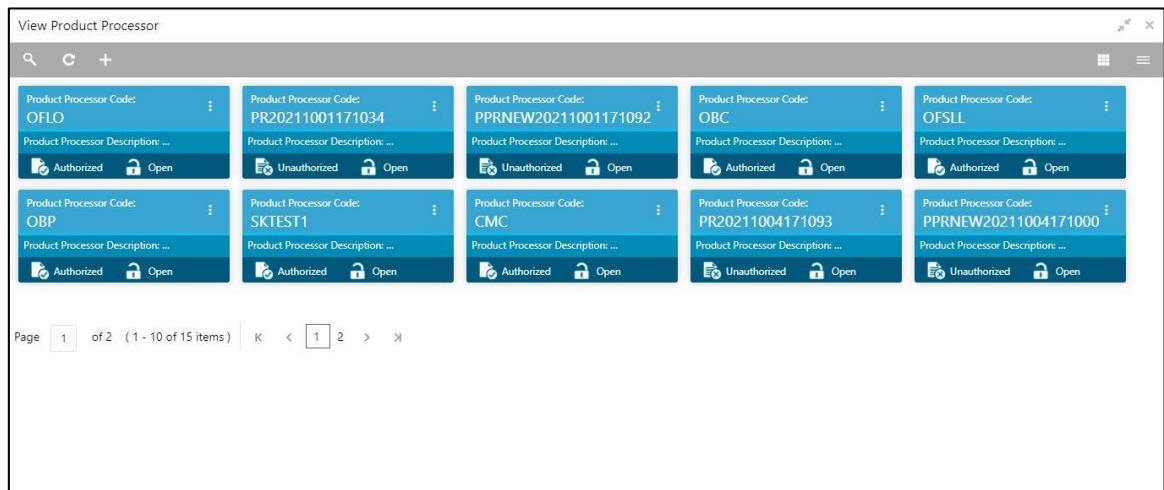 View Product Processor
Product Processor Code:
OFLO
Product Processor Description: ...
Authorized Open
Product Processor Code:
PR20211001171034
Product Processor Description: ...
Unauthorized Open
Product Processor Code:
PPRNEW20211001171092
Product Processor Description: ...
Unauthorized Open
Product Processor Code:
OBC
Product Processor Description: ...
Authorized Open
Product Processor Code:
OFSLL
Product Processor Description: ...
Authorized Open
Product Processor Code:
OBP
Product Processor Description: ...
Authorized Open
Product Processor Code:
SKTEST1
Product Processor Description: ...
Authorized Open
Product Processor Code:
CMC
Product Processor Description: ...
Authorized Open
Product Processor Code:
PR20211004171093
Product Processor Description: ...
Unauthorized Open
Product Processor Code:
PPRNEW20211004171000
Product Processor Description: ...
Unauthorized Open
Page 1 of 2 ( 1 - 10 of 15 items ) 1 2